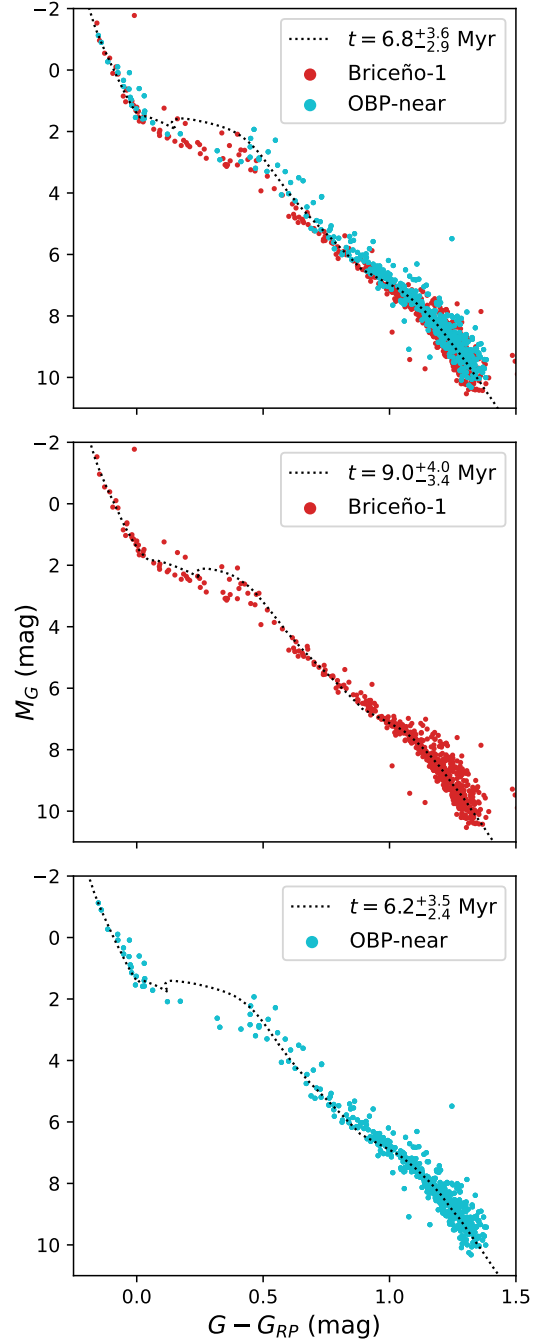 −2
0
2
4
6
8
10
t = 6.8+3.6−2.9 Myr
Briceño-1
OBP-near
−2
0
2
4
6
8
10
M_G (mag)
t = 9.0+4.0−3.4 Myr
Briceño-1
−2
0
2
4
6
8
10
t = 6.2+3.5−2.4 Myr
OBP-near
0.0 0.5 1.0 1.5
G − G_RP (mag)